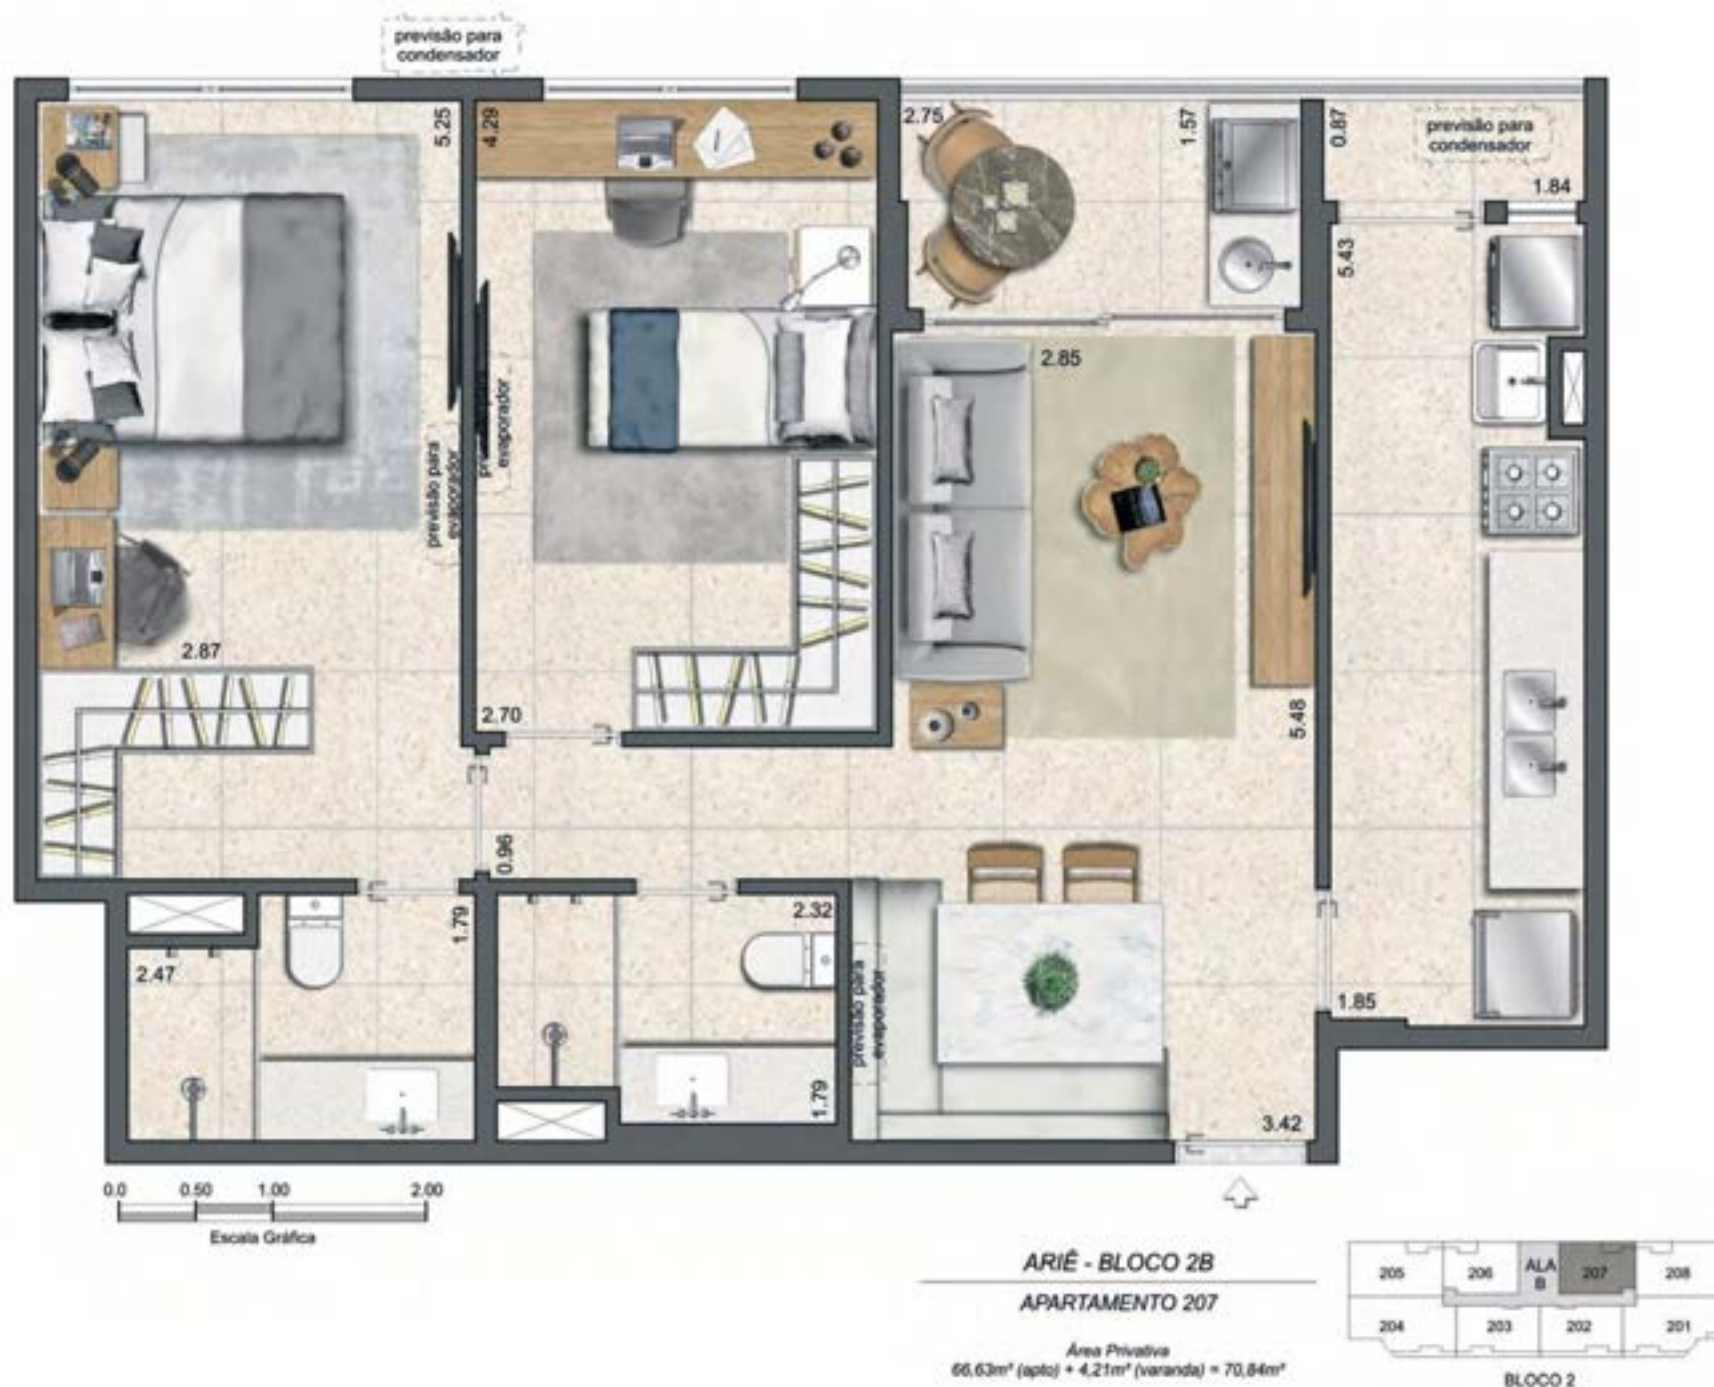 previsão para
condensador
5.25
4.29
2.75
1.57
0.87
previsão para
condensador
1.84
5.43
2.85
previsão para
evaporador
evaporador
2.87
2.70
5.48
0.96
2.47
1.79
2.32
1.79
previsão para
evaporador
1.85
3.42
0.0 0.50 1.00 2.00
Escala Gráfica
ARIÊ - BLOCO 2B
APARTAMENTO 207
Área Privativa
66,63m² (apto) + 4,21m² (varanda) = 70,84m²
205 206 ALA B 207 208
204 203 202 201
BLOCO 2